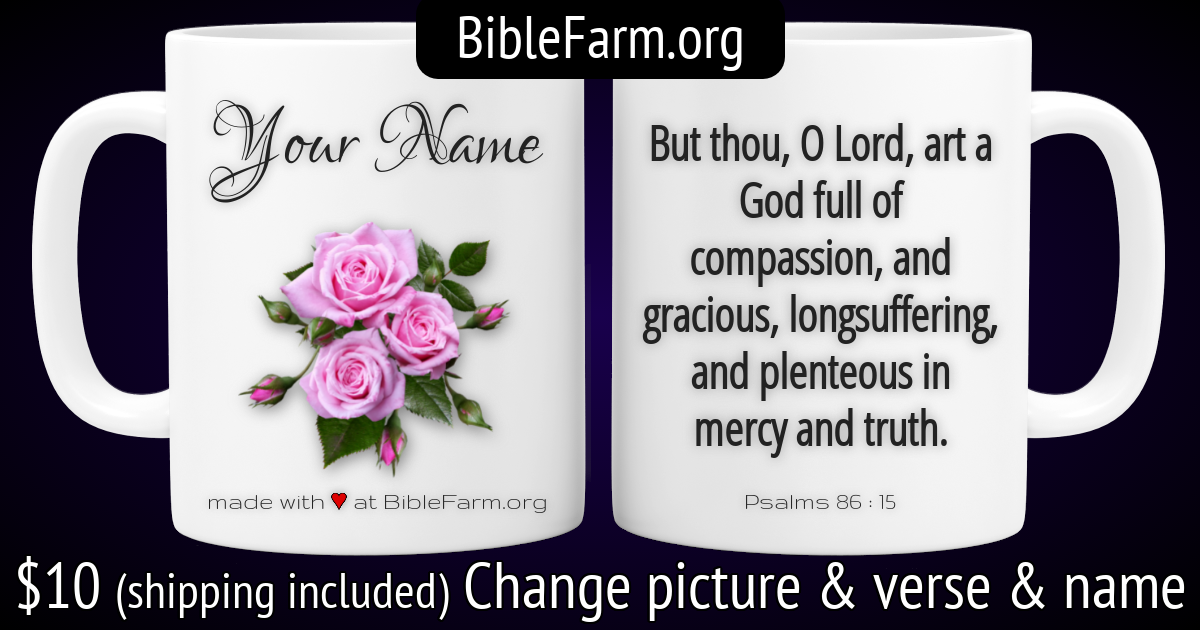 BibleFarm.org
Your Name
made with ♥ at BibleFarm.org
But thou, O Lord, art a
God full of
compassion, and
gracious, longsuffering,
and plenteous in
mercy and truth.
Psalms 86 : 15
$10 (shipping included) Change picture & verse & name